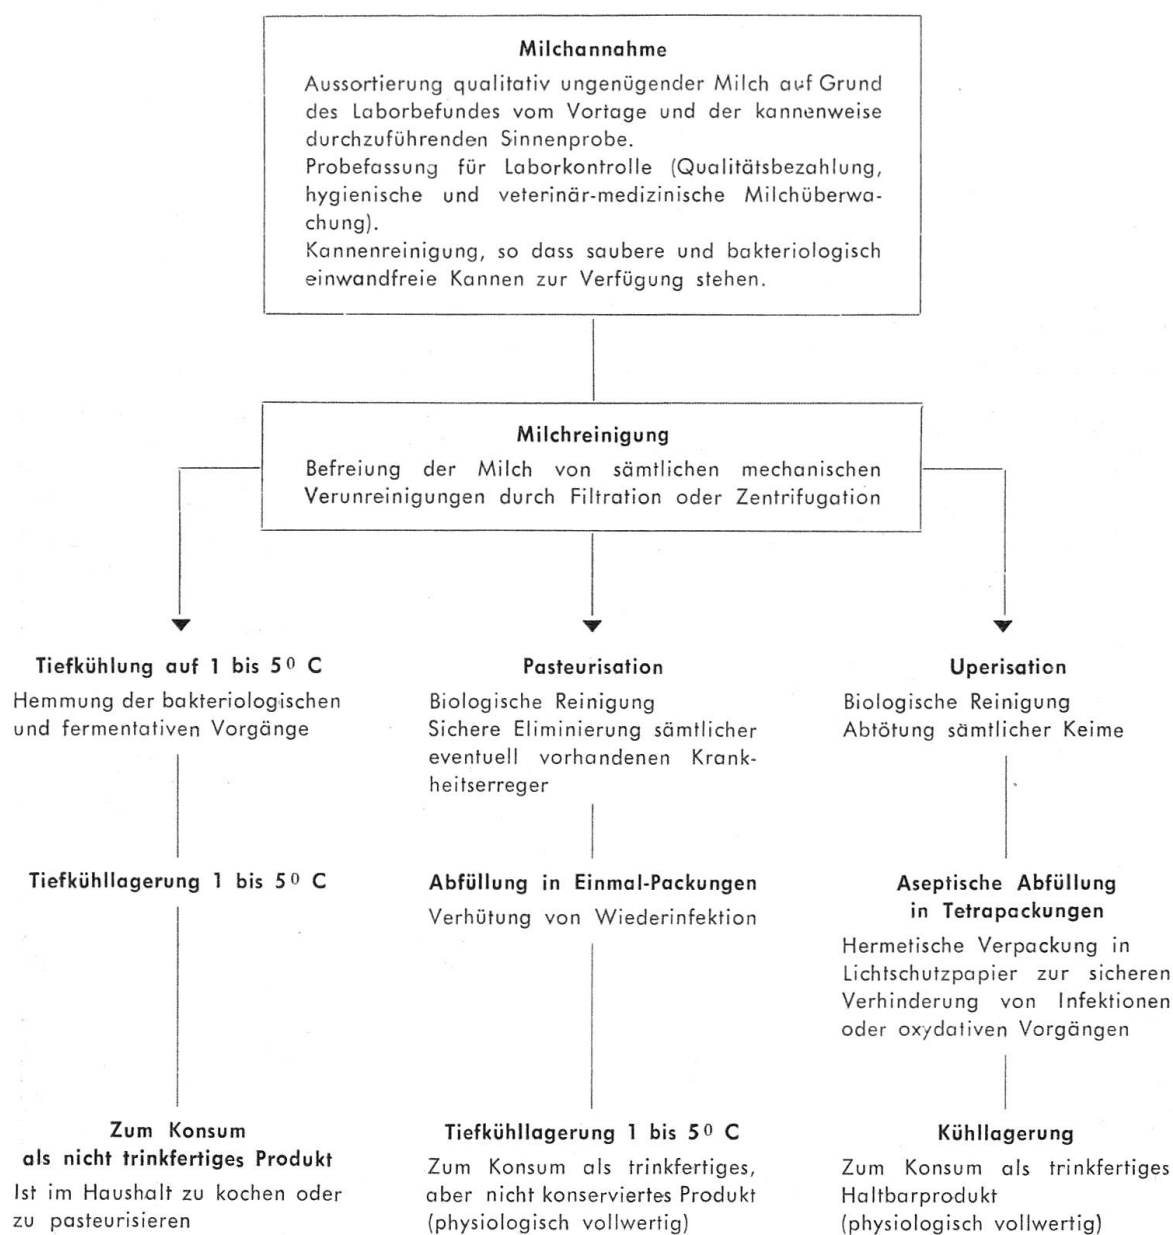 Milchannahme
Aussortierung qualitativ ungenügender Milch auf Grund
des Laborbefundes vom Vortage und der kannenweise
durchzuführenden Sinnenprobe.
Probefassung für Laborkontrolle (Qualitätsbezahlung,
hygienische und veterinär-medizinische Milchüberwa-
chung).
Kannenreinigung, so dass saubere und bakteriologisch
einwandfreie Kannen zur Verfügung stehen.
Milchreinigung
Befreiung der Milch von sämtlichen mechanischen
Verunreinigungen durch Filtration oder Zentrifugation
Tiefkühlung auf 1 bis 5⁰ C
Hemmung der bakteriologischen
und fermentativen Vorgänge
Tiefkühllagerung 1 bis 5⁰ C
Zum Konsum
als nicht trinkfertiges Produkt
Ist im Haushalt zu kochen oder
zu pasteurisieren
Pasteurisation
Biologische Reinigung
Sichere Eliminierung sämtlicher
eventuell vorhandenen Krank-
heitserreger
Abfüllung in Einmal-Packungen
Verhütung von Wiederinfektion
Tiefkühllagerung 1 bis 5⁰ C
Zum Konsum als trinkfertiges,
aber nicht konserviertes Produkt
(physiologisch vollwertig)
Uperisation
Biologische Reinigung
Abtötung sämtlicher Keime
Aseptische Abfüllung
in Tetrapackungen
Hermetische Verpackung in
Lichtschutzpapier zur sicheren
Verhinderung von Infektionen
oder oxydativen Vorgängen
Kühllagerung
Zum Konsum als trinkfertiges
Haltbarprodukt
(physiologisch vollwertig)